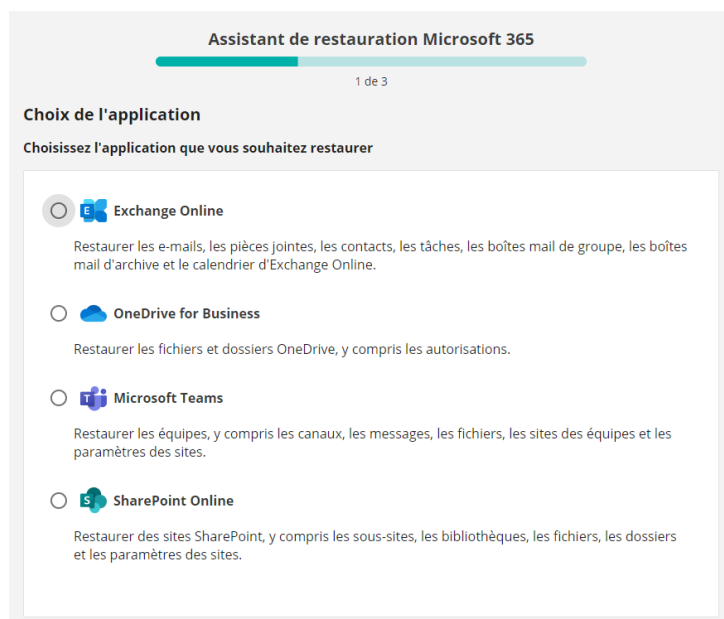 Assistant de restauration Microsoft 365
1 de 3
Choix de l'application
Choisissez l'application que vous souhaitez restaurer
E
Exchange Online
Restaurer les e-mails, les pièces jointes, les contacts, les tâches, les boîtes mail de groupe, les boîtes
mail d'archive et le calendrier d'Exchange Online.
OneDrive for Business
Restaurer les fichiers et dossiers OneDrive, y compris les autorisations.
T
Microsoft Teams
Restaurer les équipes, y compris les canaux, les messages, les fichiers, les sites des équipes et les
paramètres des sites.
S
SharePoint Online
Restaurer des sites SharePoint, y compris les sous-sites, les bibliothèques, les fichiers, les dossiers
et les paramètres des sites.